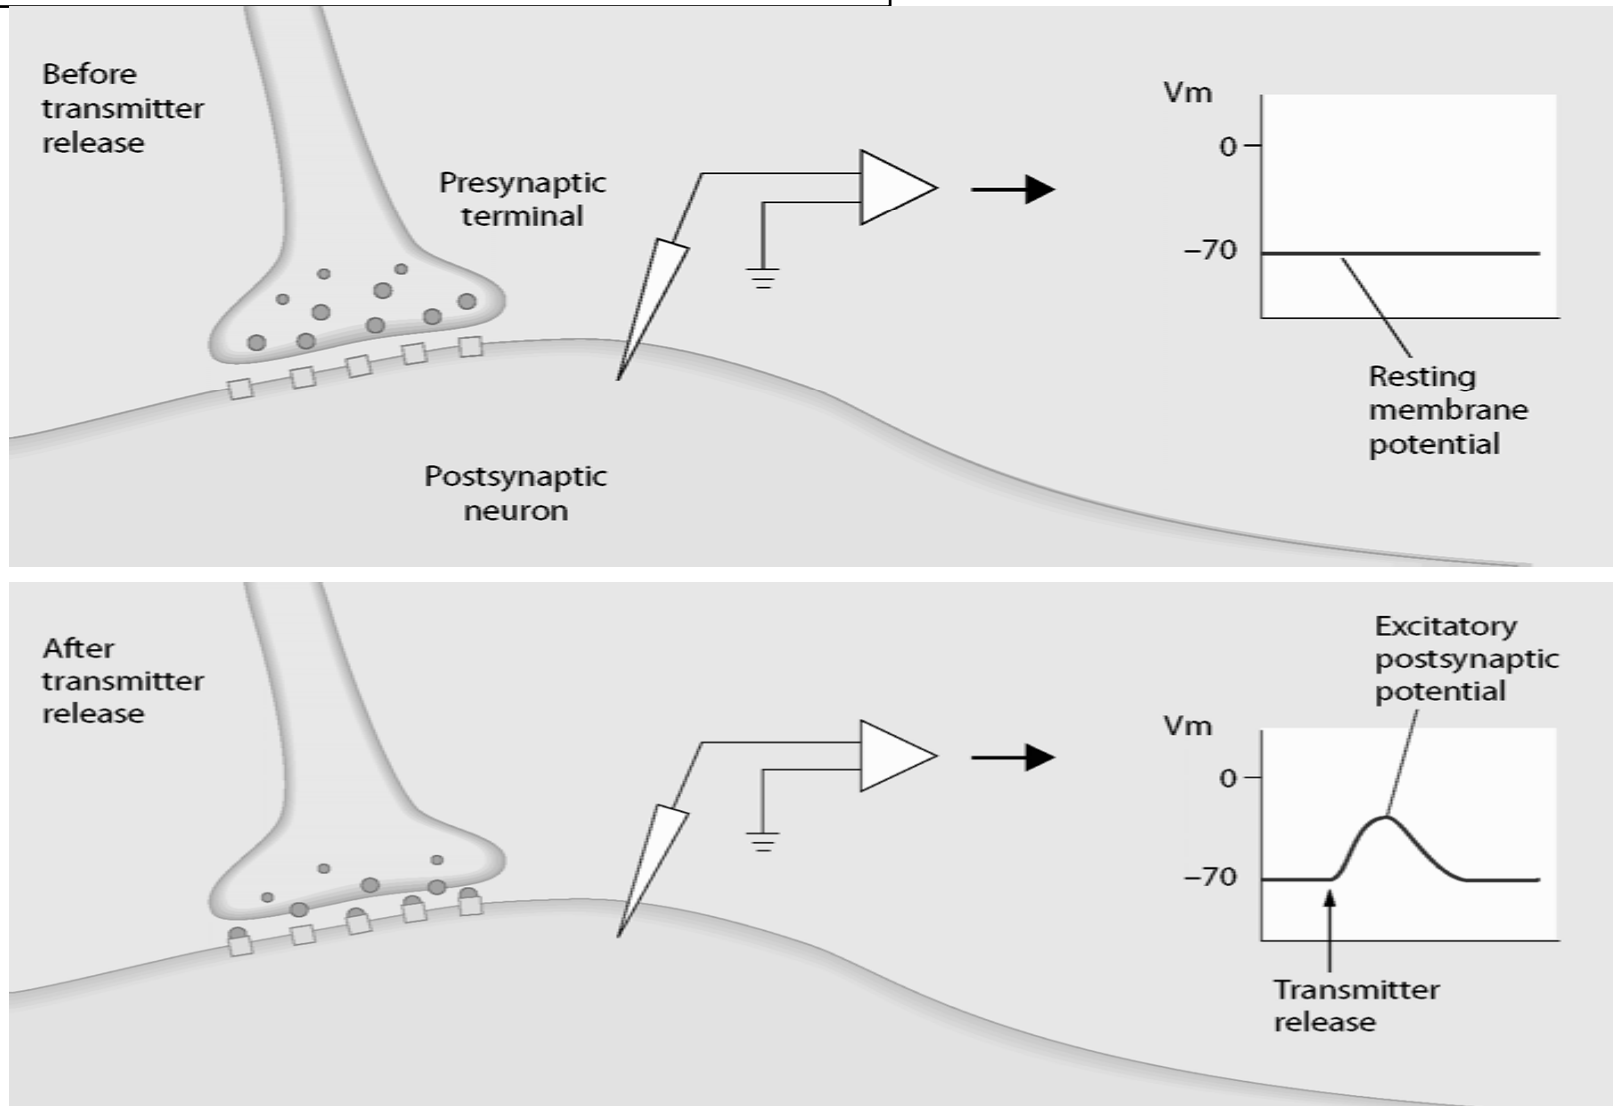 Before
transmitter
release
Presynaptic
terminal
Postsynaptic
neuron
Vm
0
–70
Resting
membrane
potential
After
transmitter
release
Excitatory
postsynaptic
potential
Vm
0
–70
Transmitter
release